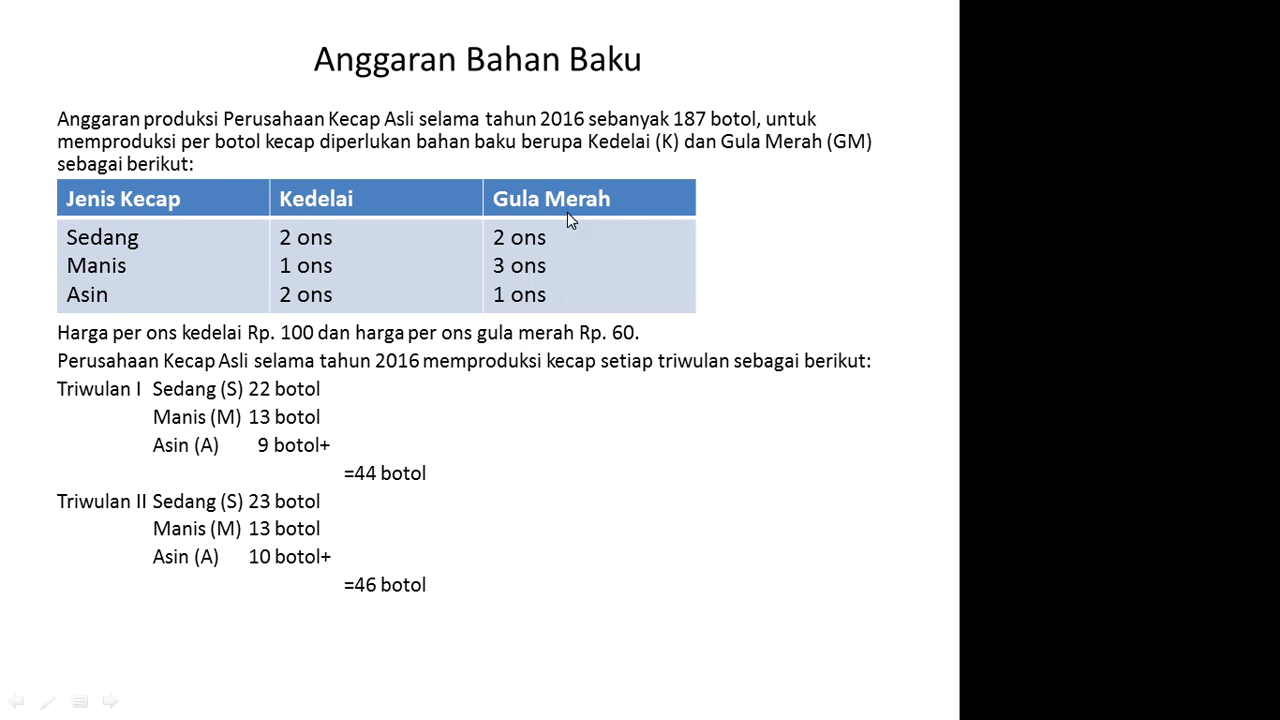 Anggaran Bahan Baku
Anggaran produksi Perusahaan Kecap Asli selama tahun 2016 sebanyak 187 botol, untuk
memproduksi per botol kecap diperlukan bahan baku berupa Kedelai (K) dan Gula Merah (GM)
sebagai berikut:
Jenis Kecap Kedelai Gula Merah
Sedang 2 ons 2 ons
Manis 1 ons 3 ons
Asin 2 ons 1 ons
Harga per ons kedelai Rp. 100 dan harga per ons gula merah Rp. 60.
Perusahaan Kecap Asli selama tahun 2016 memproduksi kecap setiap triwulan sebagai berikut:
Triwulan I Sedang (S) 22 botol
Manis (M) 13 botol
Asin (A) 9 botol+
=44 botol
Triwulan II Sedang (S) 23 botol
Manis (M) 13 botol
Asin (A) 10 botol+
=46 botol